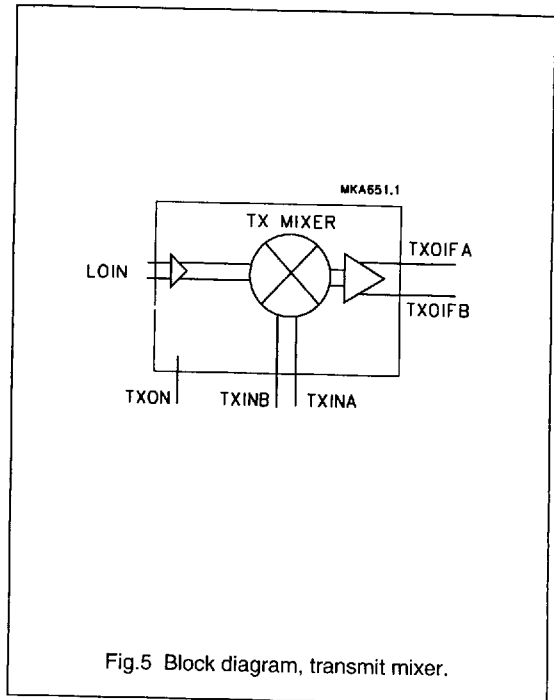 MKA651.1
TX MIXER
TXOIFA
LOIN
TXOIFB
TXON
TXINB
TXINA
Fig.5 Block diagram, transmit mixer.